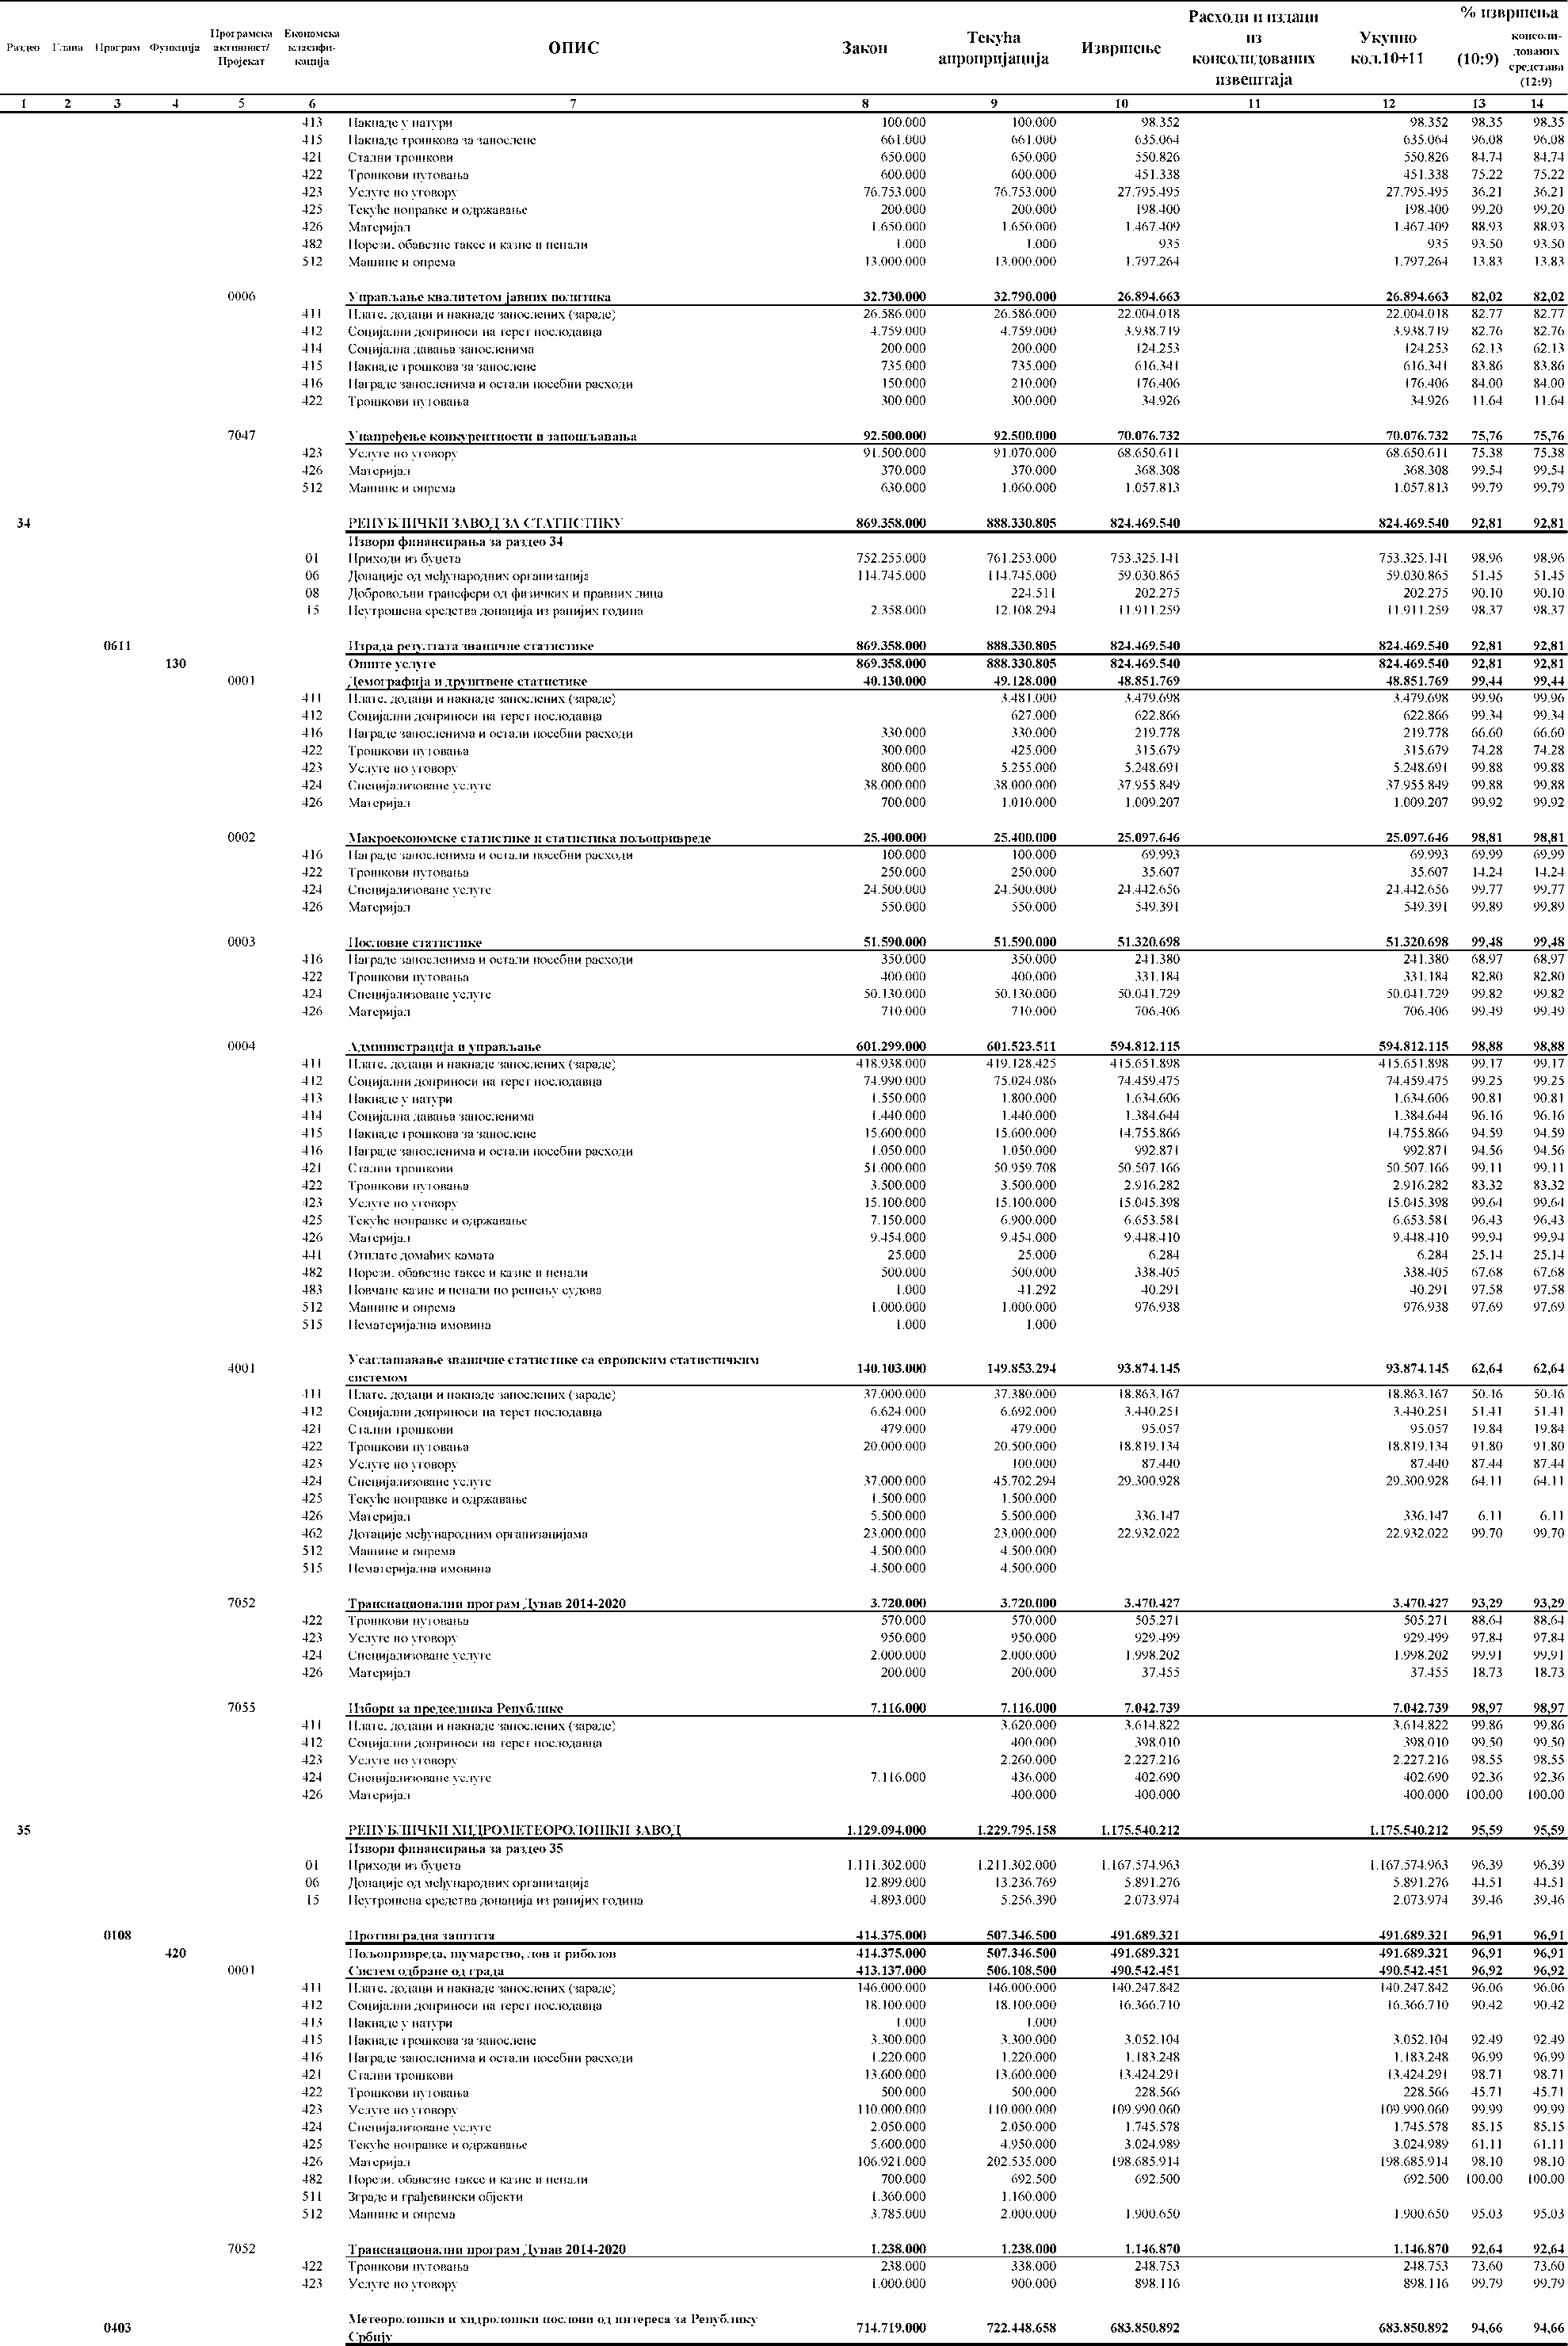 Раздео Глава Програм Функција Програмска активност/ Пројекат Економска класифи-кација ОПИС Закон Текућа апропријација Извршење Расходи и издаци из консолидованих извештаја Укупно кол.10+11 % извршења (10:9) консоли-дованих средстава (12:9)
1 2 3 4 5 6 7 8 9 10 11 12 13 14
413 Накнаде у натури 100.000 100.000 98.352 98.352 98.35 98.35
415 Накнаде трошкова за запослене 661.000 661.000 635.064 635.064 96.08 96.08
421 Стални трошкови 650.000 650.000 550.826 550.826 84.74 84.74
422 Трошкови путовања 600.000 600.000 451.338 451.338 75.22 75.22
423 Услуге по уговору 76.753.000 76.753.000 27.795.495 27.795.495 36.21 36.21
425 Текуће поправке и одржавање 200.000 200.000 198.400 198.400 99.20 99.20
426 Материјал 1.650.000 1.650.000 1.467.409 1.467.409 88.93 88.93
482 Порези, обавезне таксе и казне и пенали 1.000 1.000 935 935 93.50 93.50
512 Машине и опрема 13.000.000 13.000.000 1.797.264 1.797.264 13.83 13.83
0006 Управљање квалитетом јавних политика 32.730.000 32.790.000 26.894.663 26.894.663 82,02 82,02
411 Плате, додаци и накнаде запослених (зараде) 26.586.000 26.586.000 22.004.018 22.004.018 82.77 82.77
412 Социјални доприноси на терет послодавца 4.759.000 4.759.000 3.938.719 3.938.719 82.76 82.76
414 Социјална давања запосленима 200.000 200.000 124.253 124.253 62.13 62.13
415 Накнаде трошкова за запослене 735.000 735.000 616.341 616.341 83.86 83.86
416 Награде запосленима и остали посебни расходи 150.000 210.000 176.406 176.406 84.00 84.00
422 Трошкови путовања 300.000 300.000 34.926 34.926 11.64 11.64
7047 Унапређење конкурентности и запошљавања 92.500.000 92.500.000 70.076.732 70.076.732 75,76 75,76
423 Услуге по уговору 91.500.000 91.070.000 68.650.611 68.650.611 75.38 75.38
426 Материјал 370.000 370.000 368.308 368.308 99.54 99.54
512 Машине и опрема 630.000 1.060.000 1.057.813 1.057.813 99.79 99.79
34 РЕПУБЛИЧКИ ЗАВОД ЗА СТАТИСТИКУ 869.358.000 888.330.805 824.469.540 824.469.540 92,81 92,81
Извори финансирања за раздео 34
01 Приходи из буџета 752.255.000 761.253.000 753.325.141 753.325.141 98.96 98.96
06 Донације од међународних организација 114.745.000 114.745.000 59.030.865 59.030.865 51.45 51.45
08 Добровољни трансфери од физичких и правних лица 224.511 202.275 202.275 90.10 90.10
15 Неутрошена средства донација из ранијих година 2.358.000 12.108.294 11.911.259 11.911.259 98.37 98.37
0611 Израда резултата званичне статистике 869.358.000 888.330.805 824.469.540 824.469.540 92,81 92,81
130 Опште услуге 869.358.000 888.330.805 824.469.540 824.469.540 92,81 92,81
0001 Демографија и друштвене статистике 40.130.000 49.128.000 48.851.769 48.851.769 99,44 99,44
411 Плате, додаци и накнаде запослених (зараде) 3.481.000 3.479.698 3.479.698 99.96 99.96
412 Социјални доприноси на терет послодавца 627.000 622.866 622.866 99.34 99.34
416 Награде запосленима и остали посебни расходи 330.000 330.000 219.778 219.778 66.60 66.60
422 Трошкови путовања 300.000 425.000 315.679 315.679 74.28 74.28
423 Услуге по уговору 800.000 5.255.000 5.248.691 5.248.691 99.88 99.88
424 Специјализоване услуге 38.000.000 38.000.000 37.955.849 37.955.849 99.88 99.88
426 Материјал 700.000 1.010.000 1.009.207 1.009.207 99.92 99.92
0002 Макроекономске статистике и статистика пољопривреде 25.400.000 25.400.000 25.097.646 25.097.646 98,81 98,81
416 Награде запосленима и остали посебни расходи 100.000 100.000 69.993 69.993 69.99 69.99
422 Трошкови путовања 250.000 250.000 35.607 35.607 14.24 14.24
424 Специјализоване услуге 24.500.000 24.500.000 24.442.656 24.442.656 99.77 99.77
426 Материјал 550.000 550.000 549.391 549.391 99.89 99.89
0003 Пословне статистике 51.590.000 51.590.000 51.320.698 51.320.698 99,48 99,48
416 Награде запосленима и остали посебни расходи 350.000 350.000 241.380 241.380 68.97 68.97
422 Трошкови путовања 400.000 400.000 331.184 331.184 82.80 82.80
424 Специјализоване услуге 50.130.000 50.130.000 50.041.729 50.041.729 99.82 99.82
426 Материјал 710.000 710.000 706.406 706.406 99.49 99.49
0004 Администрација и управљање 601.299.000 601.523.511 594.812.115 594.812.115 98,88 98,88
411 Плате, додаци и накнаде запослених (зараде) 418.938.000 419.128.425 415.651.898 415.651.898 99.17 99.17
412 Социјални доприноси на терет послодавца 74.990.000 75.024.086 74.459.475 74.459.475 99.25 99.25
413 Накнаде у натури 1.550.000 1.800.000 1.634.606 1.634.606 90.81 90.81
414 Социјална давања запосленима 1.440.000 1.440.000 1.384.644 1.384.644 96.16 96.16
415 Накнаде трошкова за запослене 15.600.000 15.600.000 14.755.866 14.755.866 94.59 94.59
416 Награде запосленима и остали посебни расходи 1.050.000 1.050.000 992.871 992.871 94.56 94.56
421 Стални трошкови 51.000.000 50.959.708 50.507.166 50.507.166 99.11 99.11
422 Трошкови путовања 3.500.000 3.500.000 2.916.282 2.916.282 83.32 83.32
423 Услуге по уговору 15.100.000 15.100.000 15.045.398 15.045.398 99.64 99.64
425 Текуће поправке и одржавање 7.150.000 6.900.000 6.653.581 6.653.581 96.43 96.43
426 Материјал 9.454.000 9.454.000 9.448.410 9.448.410 99.94 99.94
441 Отплате домаћих камата 25.000 25.000 6.284 6.284 25.14 25.14
482 Порези, обавезне таксе и казне и пенали 500.000 500.000 338.405 338.405 67.68 67.68
483 Новчане казне и пенали по решењу судова 1.000 41.292 40.291 40.291 97.58 97.58
512 Машине и опрема 1.000.000 1.000.000 976.938 976.938 97.69 97.69
515 Нематеријална имовина 1.000 1.000
4001 Усаглашавање званичне статистике са европским статистичким системом 140.103.000 149.853.294 93.874.145 93.874.145 62,64 62,64
411 Плате, додаци и накнаде запослених (зараде) 37.000.000 37.380.000 18.863.167 18.863.167 50.46 50.46
412 Социјални доприноси на терет послодавца 6.624.000 6.692.000 3.440.251 3.440.251 51.41 51.41
421 Стални трошкови 479.000 479.000 95.057 95.057 19.84 19.84
422 Трошкови путовања 20.000.000 20.500.000 18.819.134 18.819.134 91.80 91.80
423 Услуге по уговору 100.000 87.440 87.440 87.44 87.44
424 Специјализоване услуге 37.000.000 45.702.294 29.300.928 29.300.928 64.11 64.11
425 Текуће поправке и одржавање 1.500.000 1.500.000
426 Материјал 5.500.000 5.500.000 336.147 336.147 6.11 6.11
462 Дотације међународним организацијама 23.000.000 23.000.000 22.932.022 22.932.022 99.70 99.70
512 Машине и опрема 4.500.000 4.500.000
515 Нематеријална имовина 4.500.000 4.500.000
7052 Транснационални програм Дунав 2014-2020 3.720.000 3.720.000 3.470.427 3.470.427 93,29 93,29
422 Трошкови путовања 570.000 570.000 505.271 505.271 88.64 88.64
423 Услуге по уговору 950.000 950.000 929.499 929.499 97.84 97.84
424 Специјализоване услуге 2.000.000 2.000.000 1.998.202 1.998.202 99.91 99.91
426 Материјал 200.000 200.000 37.455 37.455 18.73 18.73
7055 Избори за председника Републике 7.116.000 7.116.000 7.042.739 7.042.739 98,97 98,97
411 Плате, додаци и накнаде запослених (зараде) 3.620.000 3.614.822 3.614.822 99.86 99.86
412 Социјални доприноси на терет послодавца 400.000 398.010 398.010 99.50 99.50
423 Услуге по уговору 2.260.000 2.227.216 2.227.216 98.55 98.55
424 Специјализоване услуге 7.116.000 436.000 402.690 402.690 92.36 92.36
426 Материјал 400.000 400.000 400.000 100.00 100.00
35 РЕПУБЛИЧКИ ХИДРОМЕТЕОРОЛОШКИ ЗАВОД 1.129.094.000 1.229.795.158 1.175.540.212 1.175.540.212 95,59 95,59
Извори финансирања за раздео 35
01 Приходи из буџета 1.111.302.000 1.211.302.000 1.167.574.963 1.167.574.963 96.39 96.39
06 Донације од међународних организација 12.899.000 13.236.769 5.891.276 5.891.276 44.51 44.51
15 Неутрошена средства донација из ранијих година 4.893.000 5.256.390 2.073.974 2.073.974 39.46 39.46
0108 Противградна заштита 414.375.000 507.346.500 491.689.321 491.689.321 96,91 96,91
420 Пољопривреда, шумарство, лов и риболов 414.375.000 507.346.500 491.689.321 491.689.321 96,91 96,91
0001 Систем одбране од града 413.137.000 506.108.500 490.542.451 490.542.451 96,92 96,92
411 Плате, додаци и накнаде запослених (зараде) 146.000.000 146.000.000 140.247.842 140.247.842 96.06 96.06
412 Социјални доприноси на терет послодавца 18.100.000 18.100.000 16.366.710 16.366.710 90.42 90.42
413 Накнаде у натури 1.000 1.000
415 Накнаде трошкова за запослене 3.300.000 3.300.000 3.052.104 3.052.104 92.49 92.49
416 Награде запосленима и остали посебни расходи 1.220.000 1.220.000 1.183.248 1.183.248 96.99 96.99
421 Стални трошкови 13.600.000 13.600.000 13.424.291 13.424.291 98.71 98.71
422 Трошкови путовања 500.000 500.000 228.566 228.566 45.71 45.71
423 Услуге по уговору 110.000.000 110.000.000 109.990.060 109.990.060 99.99 99.99
424 Специјализоване услуге 2.050.000 2.050.000 1.745.578 1.745.578 85.15 85.15
425 Текуће поправке и одржавање 5.600.000 4.950.000 3.024.989 3.024.989 61.11 61.11
426 Материјал 106.921.000 202.535.000 198.685.914 198.685.914 98.10 98.10
482 Порези, обавезне таксе и казне и пенали 700.000 692.500 692.500 692.500 100.00 100.00
511 Зграде и грађевински објекти 1.360.000 1.160.000
512 Машине и опрема 3.785.000 2.000.000 1.900.650 1.900.650 95.03 95.03
7052 Транснационални програм Дунав 2014-2020 1.238.000 1.238.000 1.146.870 1.146.870 92,64 92,64
422 Трошкови путовања 238.000 338.000 248.753 248.753 73.60 73.60
423 Услуге по уговору 1.000.000 900.000 898.116 898.116 99.79 99.79
0403 Метеоролошки и хидролошки послови од интереса за Републику Србију 714.719.000 722.448.658 683.850.892 683.850.892 94,66 94,66